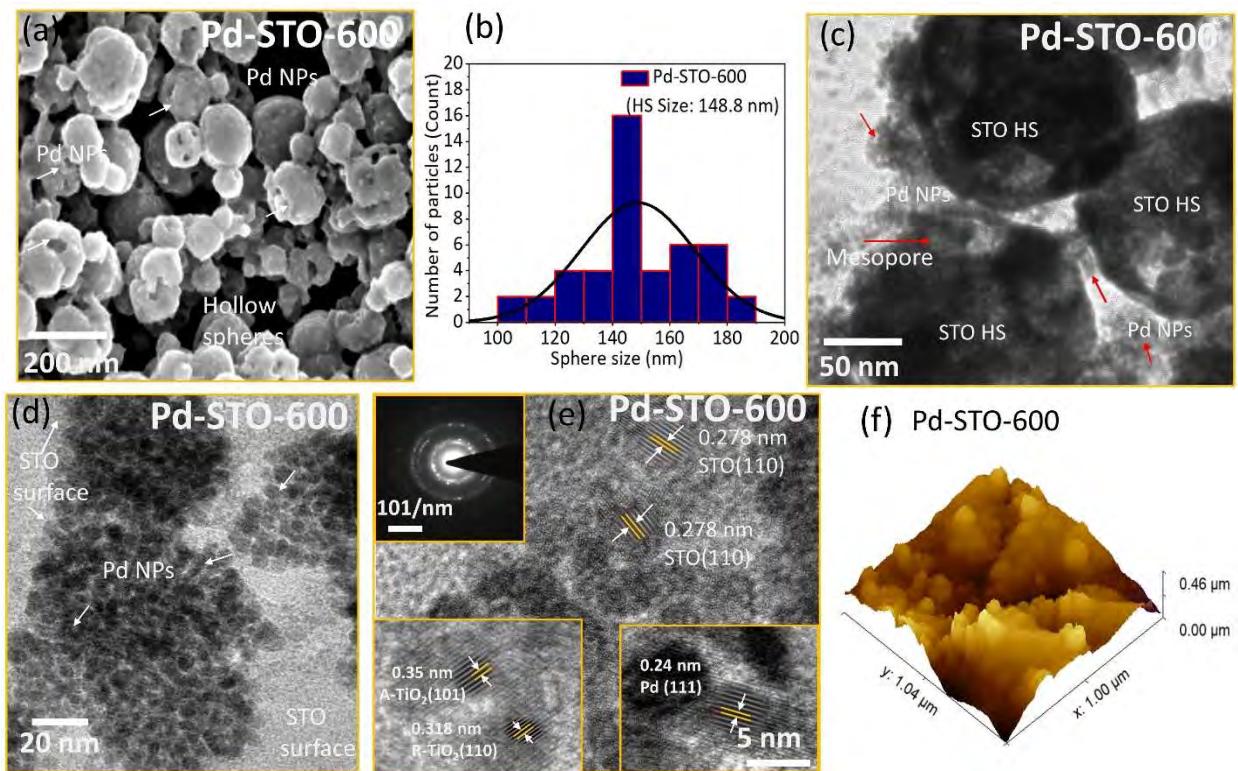 (a)
Pd-STO-600
Pd NPs
Pd NPs
Hollow
spheres
200 nm
(b)
Number of particles (Count)
20
18
16
14
12
10
8
6
4
2
0
Pd-STO-600
(HS Size: 148.8 nm)
100
120
140
160
180
200
Sphere size (nm)
(c)
Pd-STO-600
STO HS
Pd NPs
STO HS
Mesopore
STO HS
Pd NPs
50 nm
(d)
Pd-STO-600
STO
surface
Pd NPs
STO
surface
20 nm
(e)
Pd-STO-600
101/nm
0.278 nm
STO(110)
0.278 nm
STO(110)
0.35 nm
A-TiO₂(101)
0.318 nm
R-TiO₂(110)
0.24 nm
Pd (111)
5 nm
(f)
Pd-STO-600
0.46 µm
0.00 µm
y: 1.04 µm
x: 1.00 µm